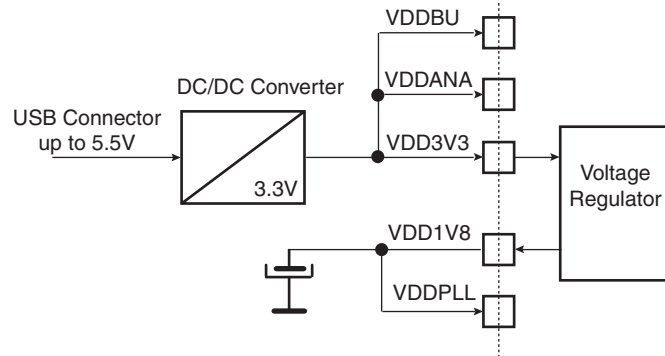 VDDBU
DC/DC Converter
VDDANA
USB Connector
up to 5.5V
VDD3V3
3.3V
Voltage
Regulator
VDD1V8
VDDPLL